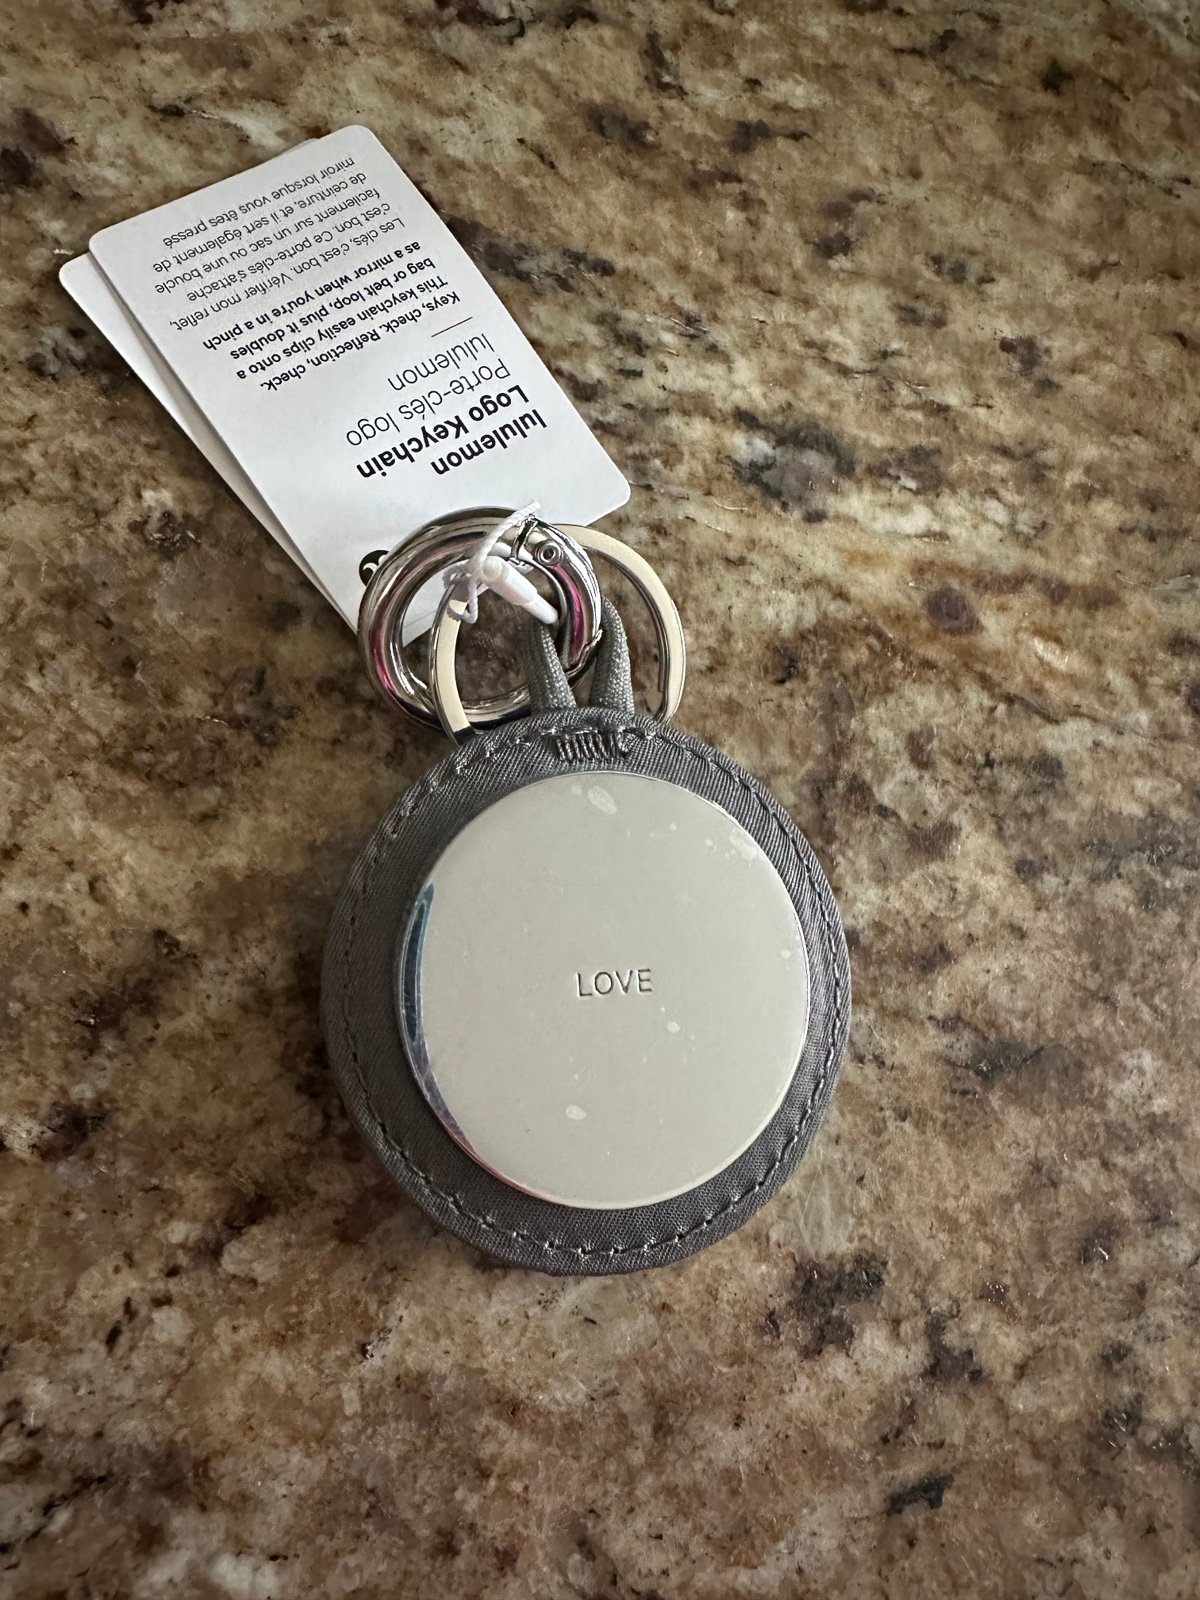 lululemon
Logo Keychain
Porte-clés logo
lululemon
Keys, check. Reflection, check.
This keychain easily clips onto a
bag or belt loop, plus it doubles
as a mirror when you're in a pinch
Les clés, c'est bon. Vérifier mon reflet,
c'est bon. Ce porte-clés s'attache
facilement sur un sac ou une boucle
de ceinture, et il sert également de
miroir lorsque vous êtes pressé
LOVE